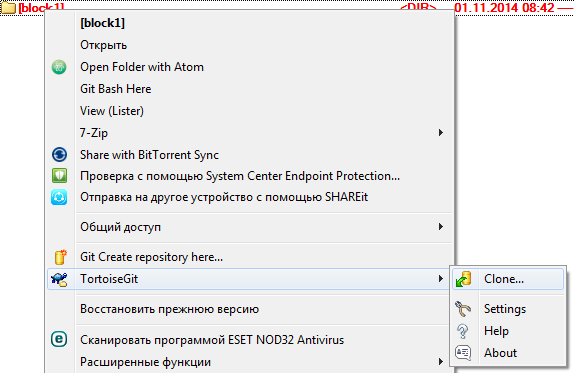 [block1] <DIR> 01.11.2014 08:42 —
[block1]
Открыть
Open Folder with Atom
Git Bash Here
View (Lister)
7-Zip
Share with BitTorrent Sync
Проверка с помощью System Center Endpoint Protection...
Отправка на другое устройство с помощью SHAREit
Общий доступ
Git Create repository here...
TortoiseGit
Clone...
Settings
Help
About
Восстановить прежнюю версию
Сканировать программой ESET NOD32 Antivirus
Расширенные функции